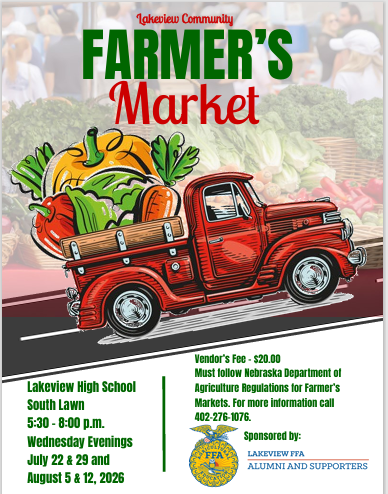 Lakeview Community
FARMER'S
Market
Lakeview High School
South Lawn
5:30 - 8:00 p.m.
Wednesday Evenings
July 22 & 29 and
August 5 & 12, 2026
Vendor's Fee - $20.00
Must follow Nebraska Department of
Agriculture Regulations for Farmer's
Markets. For more information call
402-276-1076.
FFA
Sponsored by:
LAKEVIEW FFA
ALUMNI AND SUPPORTERS